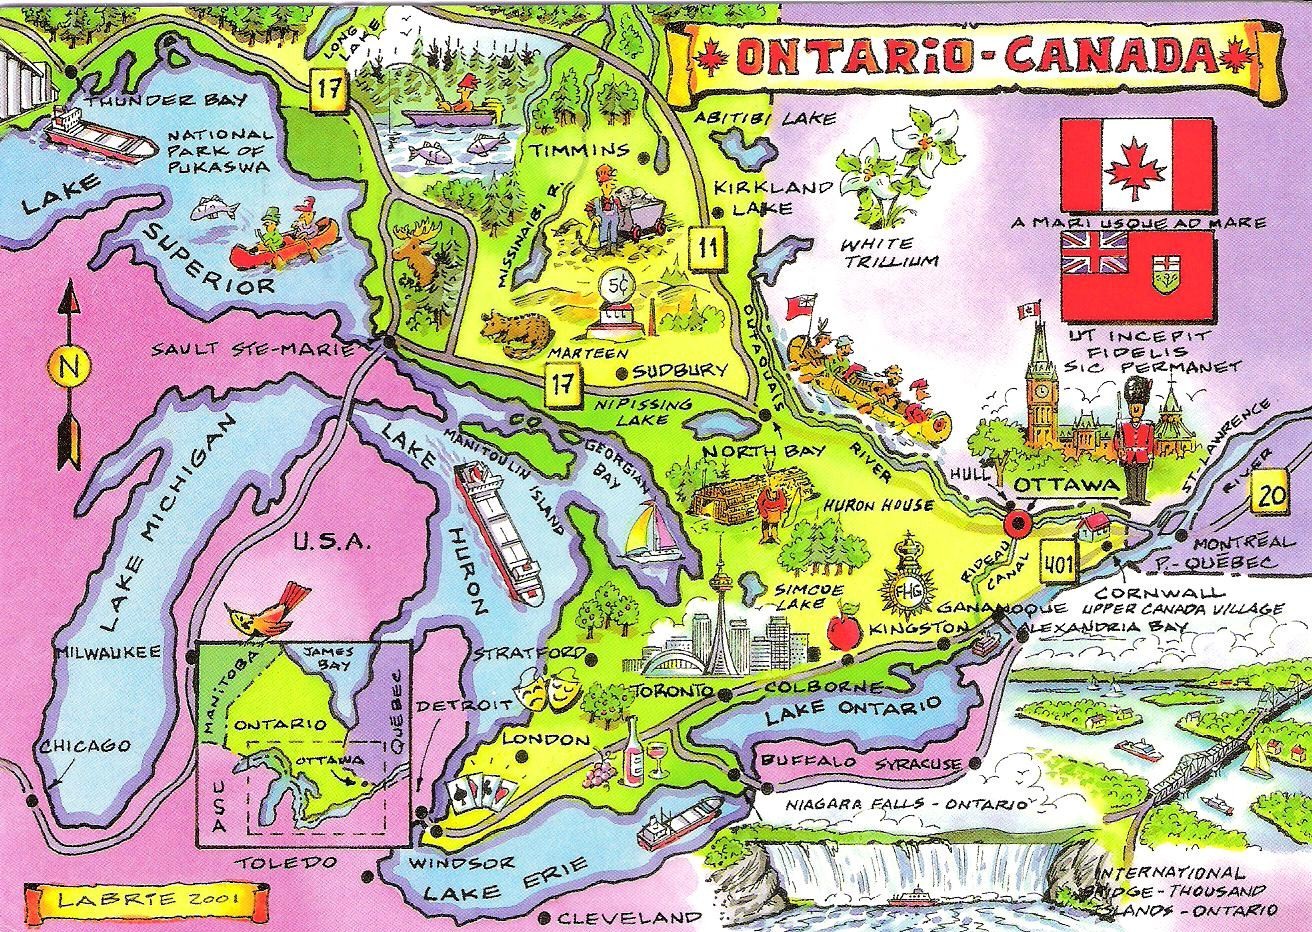 ONTARiO-CANADA
LONG
LAKE
17
THUNDER BAY
NATIONAL
PARK OF
PUKASWA
LAKE
SUPERIOR
ABITIBI LAKE
TIMMINS
KIRKLAND
LAKE
MISSINAIBI R.
11
WHITE
TRILLIUM
A MARI USQUE AD MARE
UT INCEPIT
FIDELIS
SIC PERMANET
5¢
MARTEEN
SUDBURY
17
NIPISSING
LAKE
OUTAOUAIS
RIVER
N
SAULT STE-MARIE
LAKE MICHIGAN
LAKE
HURON
MANITOULIN ISLAND
GEORGIAN
BAY
NORTH BAY
HURON HOUSE
HULL
OTTAWA
ST-LAWRENCE
RIVER
20
U.S.A.
SIMCOE
LAKE
FHG
RIDEAU
CANAL
401
MONTRÉAL
P.-QUÉBEC
CORNWALL
UPPER CANADA VILLAGE
GANANOQUE
ALEXANDRIA BAY
KINGSTON
MILWAUKEE
CHICAGO
MANITOBA
JAMES
BAY
QUÉBEC
ONTARIO
OTTAWA
USA
STRATFORD
DETROIT
TORONTO
COLBORNE
LAKE ONTARIO
LONDON
BUFFALO
SYRACUSE
NIAGARA FALLS - ONTARIO
TOLEDO
WINDSOR
LAKE ERIE
CLEVELAND
INTERNATIONAL
BRIDGE-THOUSAND
ISLANDS - ONTARIO
LABRTE 2001